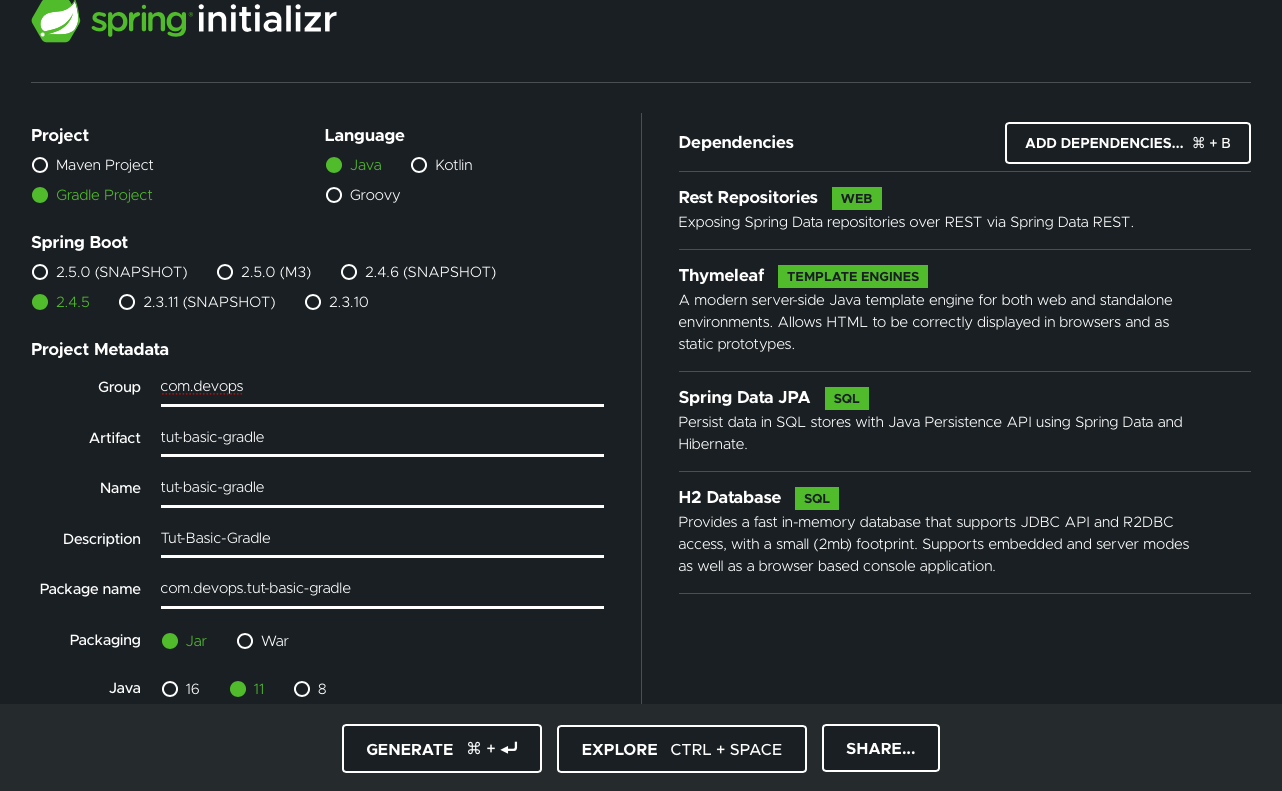 spring initializr
Project
Maven Project
Gradle Project
Language
Java Kotlin
Groovy
Spring Boot
2.5.0 (SNAPSHOT) 2.5.0 (M3) 2.4.6 (SNAPSHOT)
2.4.5 2.3.11 (SNAPSHOT) 2.3.10
Project Metadata
Group com.devops
Artifact tut-basic-gradle
Name tut-basic-gradle
Description Tut-Basic-Gradle
Package name com.devops.tut-basic-gradle
Packaging Jar War
Java 16 11 8
Dependencies ADD DEPENDENCIES... ⌘ + B
Rest Repositories WEB
Exposing Spring Data repositories over REST via Spring Data REST.
Thymeleaf TEMPLATE ENGINES
A modern server-side Java template engine for both web and standalone
environments. Allows HTML to be correctly displayed in browsers and as
static prototypes.
Spring Data JPA SQL
Persist data in SQL stores with Java Persistence API using Spring Data and
Hibernate.
H2 Database SQL
Provides a fast in-memory database that supports JDBC API and R2DBC
access, with a small (2mb) footprint. Supports embedded and server modes
as well as a browser based console application.
GENERATE ⌘ + ⏎ EXPLORE CTRL + SPACE SHARE...